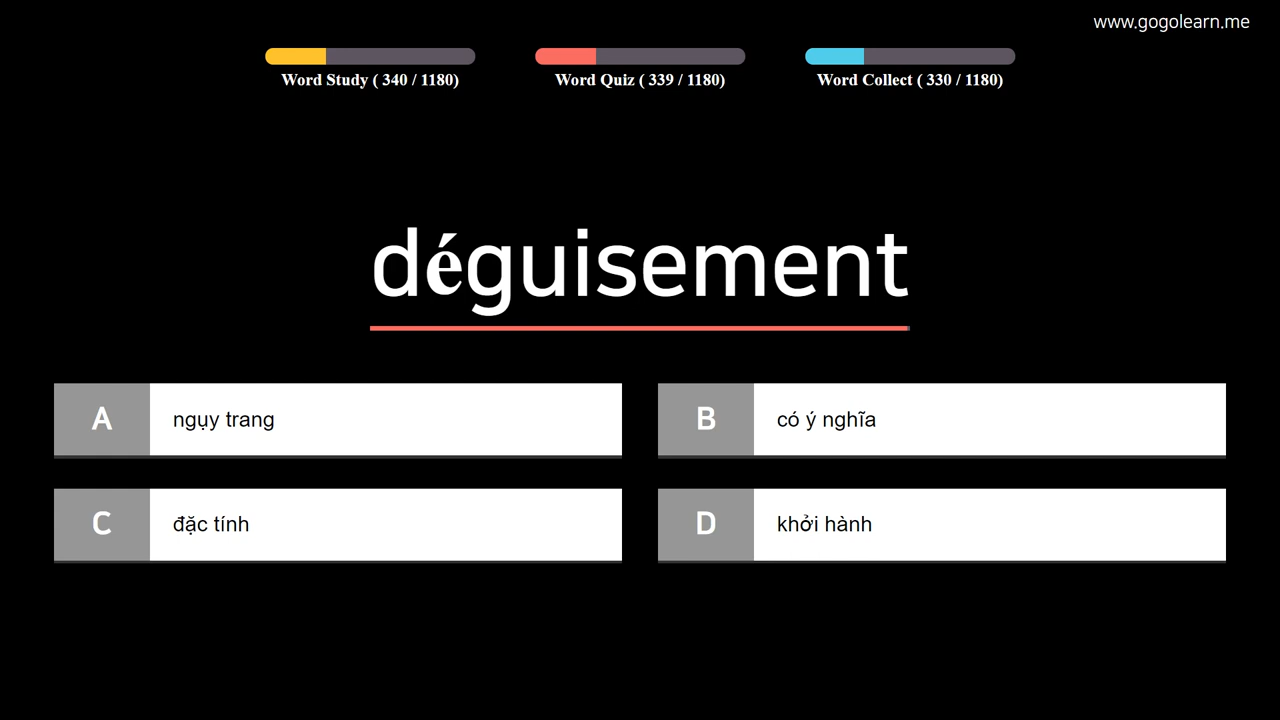 www.gogolearn.me
Word Study ( 340 / 1180)
Word Quiz ( 339 / 1180)
Word Collect ( 330 / 1180)
déguisement
A ngụy trang
B có ý nghĩa
C đặc tính
D khởi hành